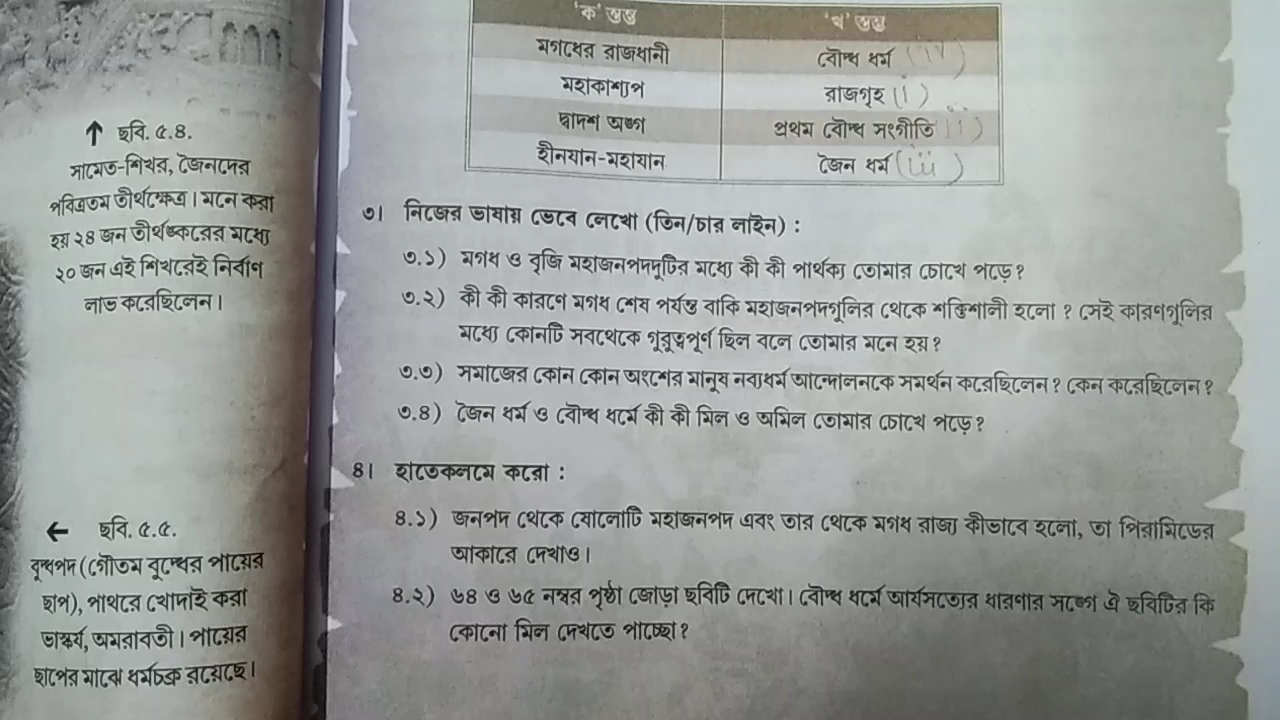 ↑ ছবি. ৫.৪.
সামেত-শিখর, জৈনদের
পবিত্রতম তীর্থক্ষেত্র। মনে করা
হয় ২৪ জন তীর্থঙ্করের মধ্যে
২০ জন এই শিখরেই নির্বাণ
লাভ করেছিলেন।
← ছবি. ৫.৫.
বুদ্ধপদ (গৌতম বুদ্ধের পায়ের
ছাপ), পাথরে খোদাই করা
ভাস্কর্য, অমরাবতী। পায়ের
ছাপের মাঝে ধর্মচক্র রয়েছে।
'ক' স্তম্ভ 'খ' স্তম্ভ
মগধের রাজধানী বৌদ্ধ ধর্ম (iv)
মহাকাশ্যপ রাজগৃহ (i)
দ্বাদশ অঙ্গ প্রথম বৌদ্ধ সংগীতি (ii)
হীনযান-মহাযান জৈন ধর্ম (iii)
৩। নিজের ভাষায় ভেবে লেখো (তিন/চার লাইন) :
৩.১) মগধ ও বৃজি মহাজনপদদুটির মধ্যে কী কী পার্থক্য তোমার চোখে পড়ে?
৩.২) কী কী কারণে মগধ শেষ পর্যন্ত বাকি মহাজনপদগুলির থেকে শক্তিশালী হলো ? সেই কারণগুলির
মধ্যে কোনটি সবথেকে গুরুত্বপূর্ণ ছিল বলে তোমার মনে হয়?
৩.৩) সমাজের কোন কোন অংশের মানুষ নব্যধর্ম আন্দোলনকে সমর্থন করেছিলেন? কেন করেছিলেন?
৩.৪) জৈন ধর্ম ও বৌদ্ধ ধর্মে কী কী মিল ও অমিল তোমার চোখে পড়ে?
৪। হাতেকলমে করো :
৪.১) জনপদ থেকে ষোলোটি মহাজনপদ এবং তার থেকে মগধ রাজ্য কীভাবে হলো, তা পিরামিডের
আকারে দেখাও।
৪.২) ৬৪ ও ৬৫ নম্বর পৃষ্ঠা জোড়া ছবিটি দেখো। বৌদ্ধ ধর্মে আর্যসত্যের ধারণার সঙ্গে ঐ ছবিটির কি
কোনো মিল দেখতে পাচ্ছো?